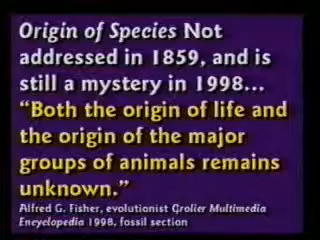 Origin of Species Not
addressed in 1859, and is
still a mystery in 1998...
“Both the origin of life and
the origin of the major
groups of animals remains
unknown.”
Alfred G. Fisher, evolutionist Grolier Multimedia
Encyelopedia 1998, fossil section